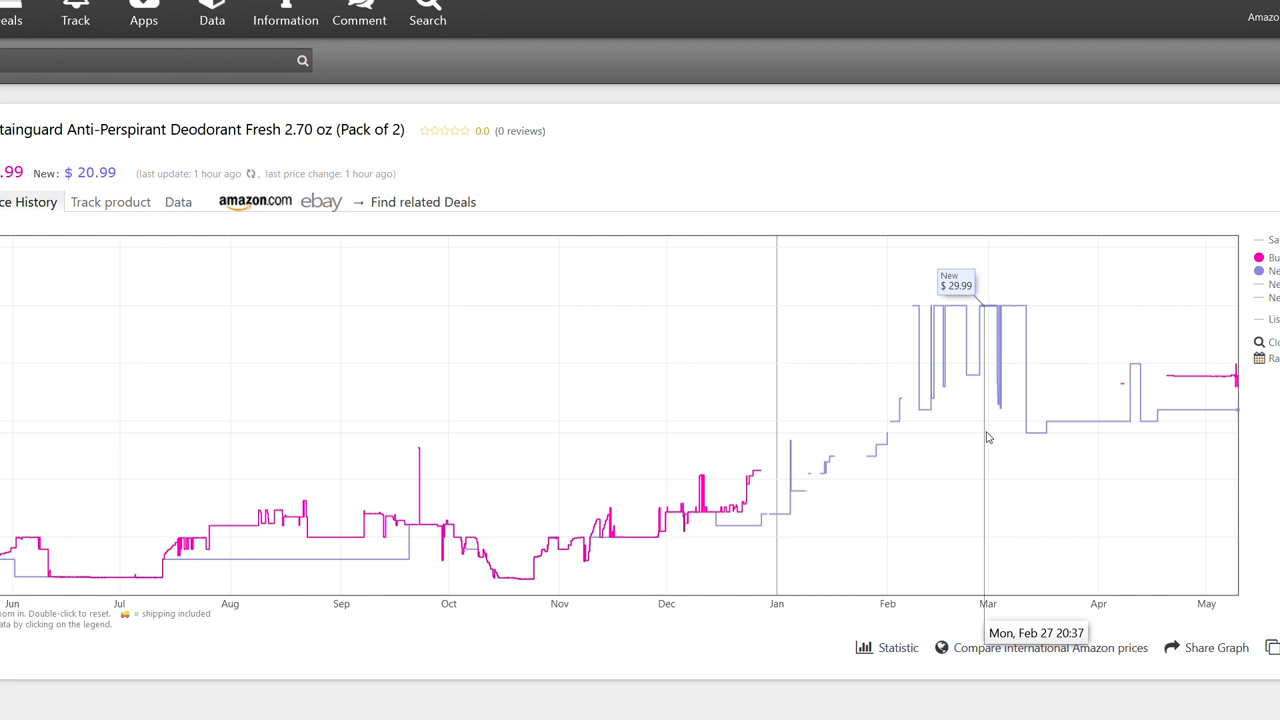 eals Track Apps Data Information Comment Search Amazo
tainguard Anti-Perspirant Deodorant Fresh 2.70 oz (Pack of 2) 0.0 (0 reviews)
.99 New: $ 20.99 (last update: 1 hour ago , last price change: 1 hour ago)
ce History Track product Data amazon.com ebay → Find related Deals
Sa
Bu
Ne
Ne
Ne
Lis
Clo
Ra
New
$ 29.99
Jun Jul Aug Sep Oct Nov Dec Jan Feb Mar Apr May
oom in. Double-click to reset. = shipping included
ata by clicking on the legend.
Mon, Feb 27 20:37
Statistic Compare international Amazon prices Share Graph